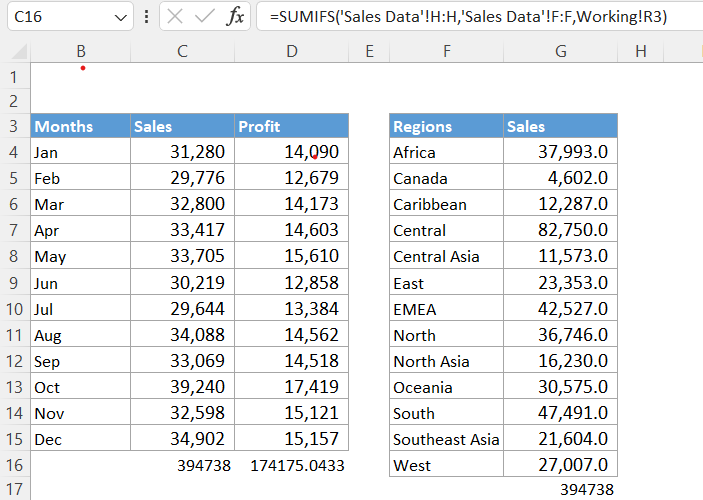 C16 fx =SUMIFS('Sales Data'!H:H,'Sales Data'!F:F,Working!R3)
B C D E F G H
1
2
3 Months Sales Profit Regions Sales
4 Jan 31,280 14,090 Africa 37,993.0
5 Feb 29,776 12,679 Canada 4,602.0
6 Mar 32,800 14,173 Caribbean 12,287.0
7 Apr 33,417 14,603 Central 82,750.0
8 May 33,705 15,610 Central Asia 11,573.0
9 Jun 30,219 12,858 East 23,353.0
10 Jul 29,644 13,384 EMEA 42,527.0
11 Aug 34,088 14,562 North 36,746.0
12 Sep 33,069 14,518 North Asia 16,230.0
13 Oct 39,240 17,419 Oceania 30,575.0
14 Nov 32,598 15,121 South 47,491.0
15 Dec 34,902 15,157 Southeast Asia 21,604.0
16 394738 174175.0433 West 27,007.0
17 394738